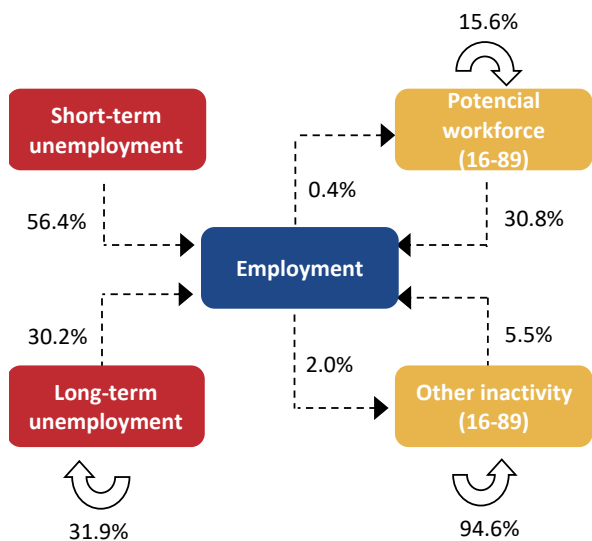 15.6%
Short-term
unemployment
Potencial
workforce
(16-89)
0.4%
56.4%
30.8%
Employment
30.2%
2.0%
5.5%
Long-term
unemployment
Other inactivity
(16-89)
31.9%
94.6%